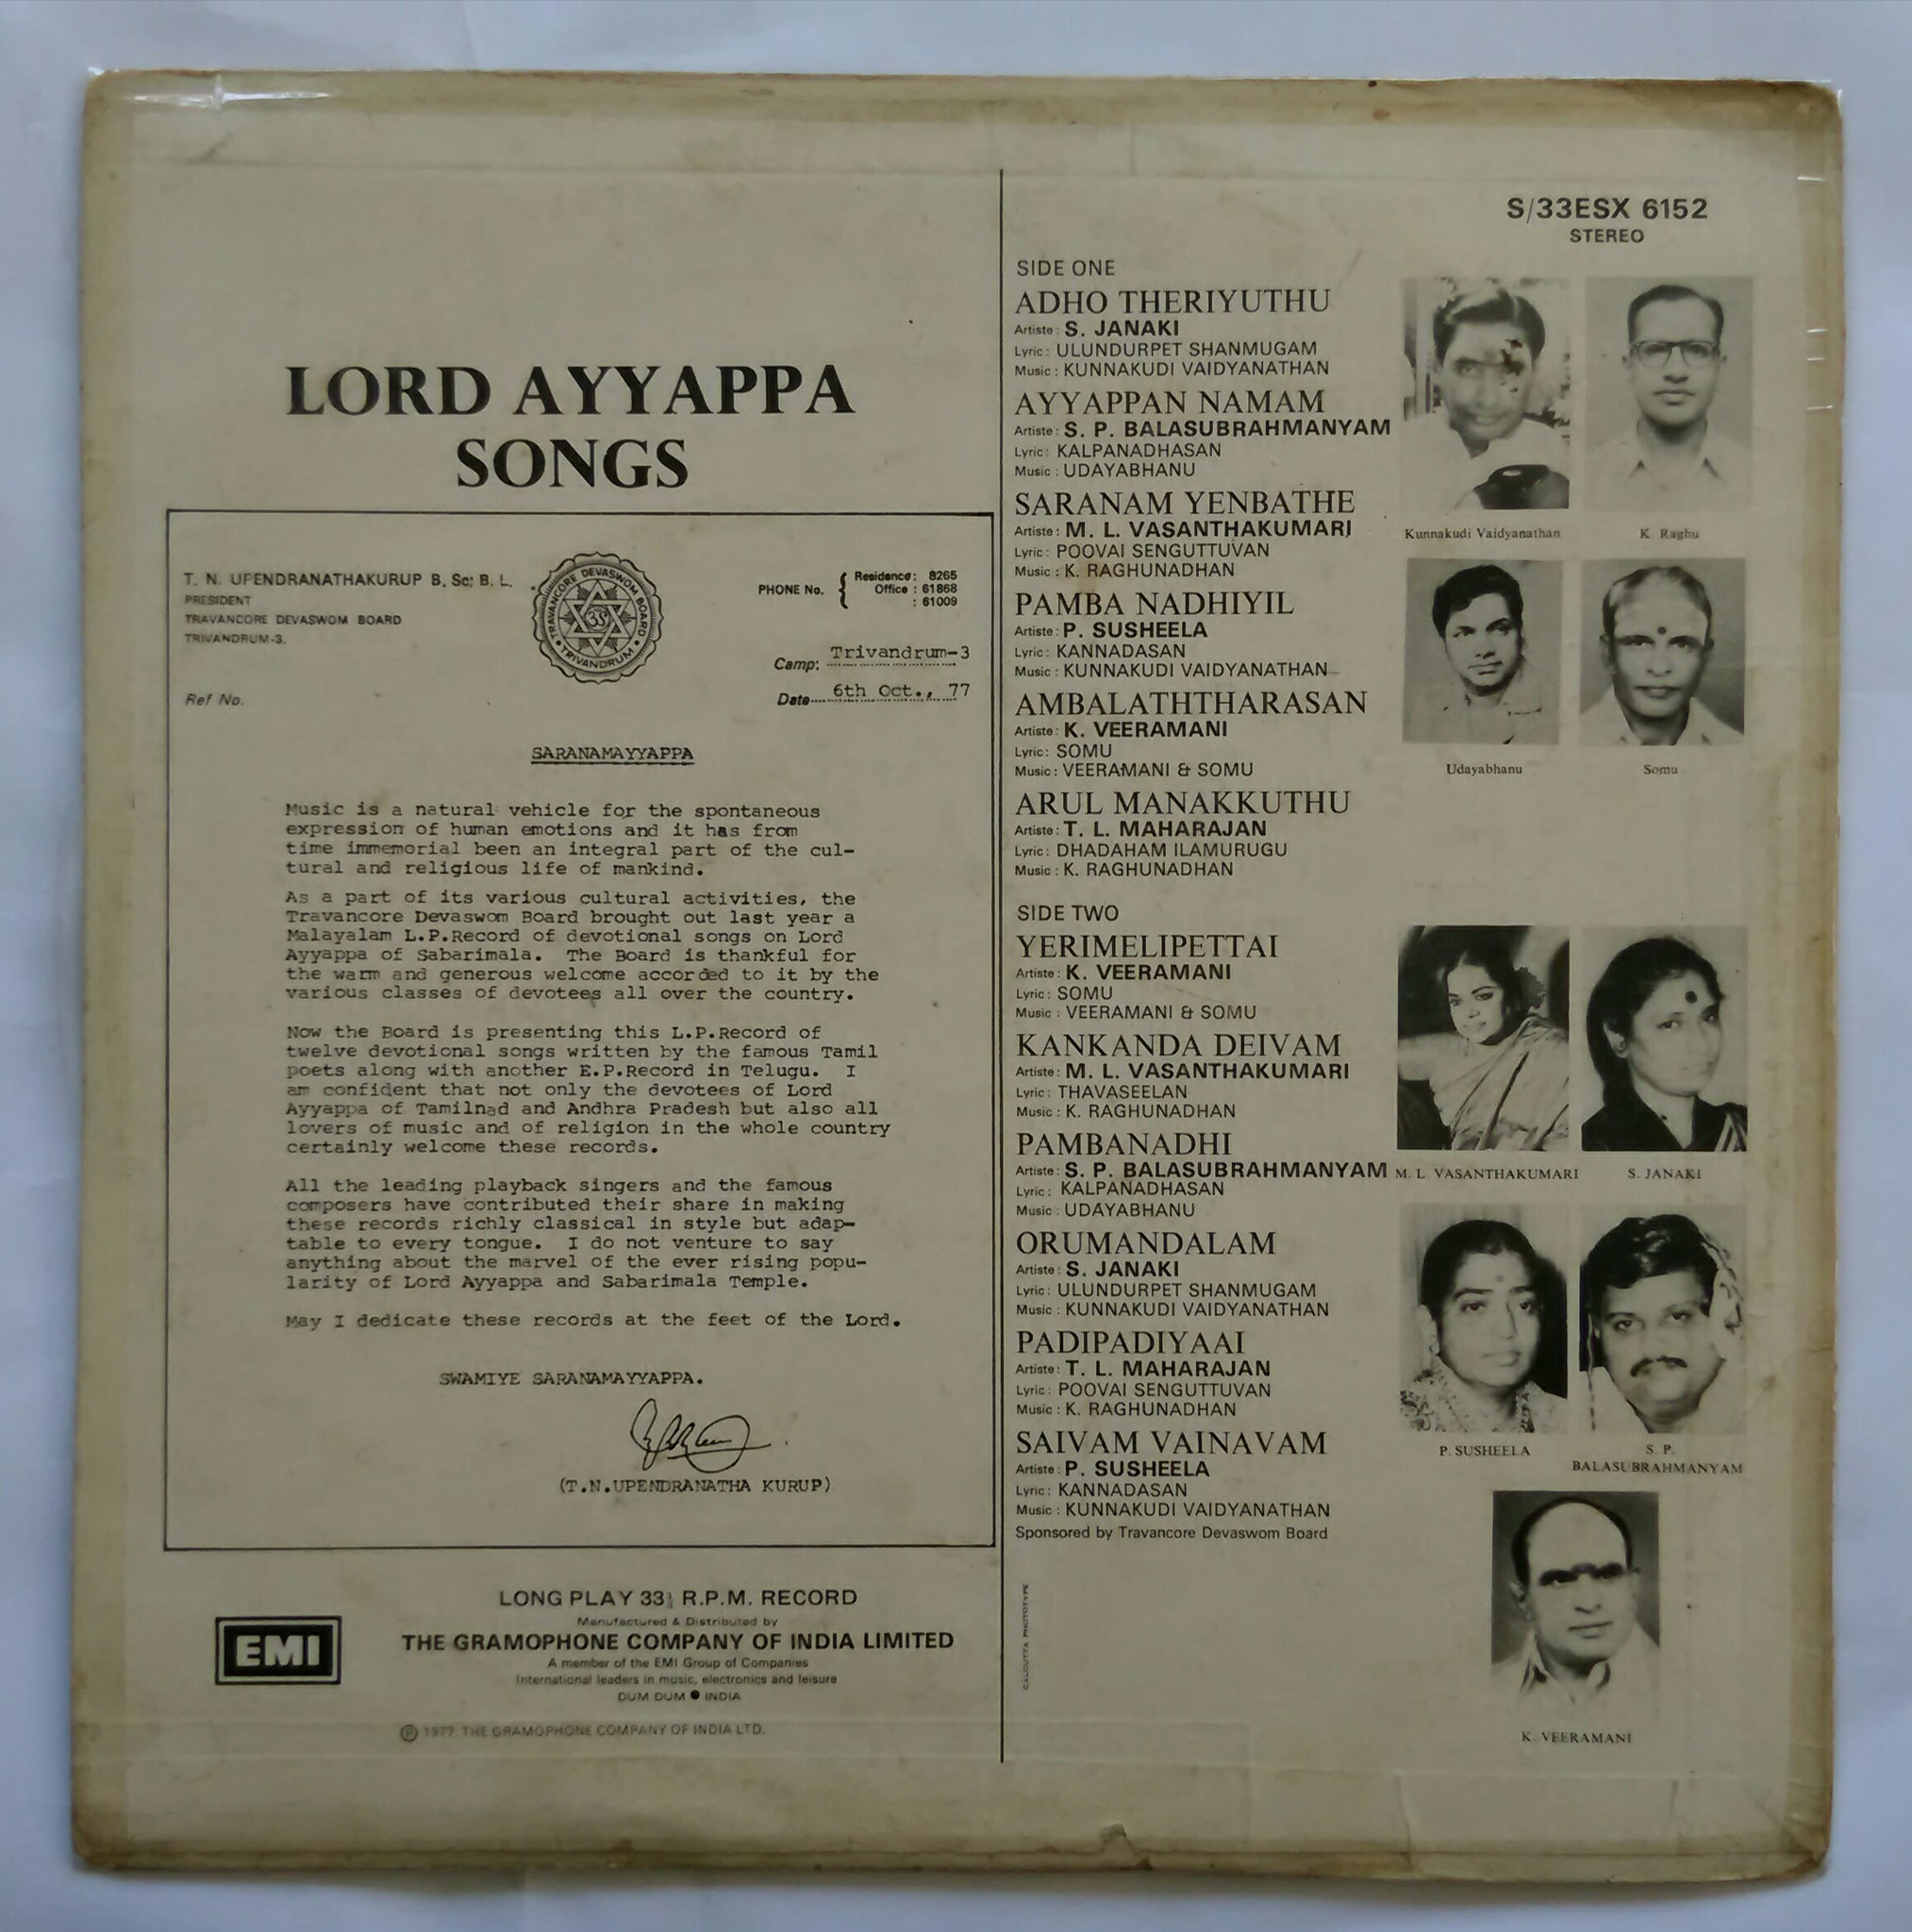 LORD AYYAPPA
SONGS
T. N. UPENDRANATHAKURUP B. Sc; B. L.
PRESIDENT
TRAVANCORE DEVASWOM BOARD
TRIVANDRUM-3.
Ref No.
TRAVANCORE DEVASWOM BOARD
TRIVANDRUM
PHONE No.
Residence: 8265
Office : 61868
: 61009
Camp: Trivandrum-3
Date 6th Oct., 77
SARANAMAYYAPPA
Music is a natural vehicle for the spontaneous
expression of human emotions and it has from
time immemorial been an integral part of the cul-
tural and religious life of mankind.
As a part of its various cultural activities, the
Travancore Devaswom Board brought out last year a
Malayalam L.P.Record of devotional songs on Lord
Ayyappa of Sabarimala. The Board is thankful for
the warm and generous welcome accorded to it by the
various classes of devotees all over the country.
Now the Board is presenting this L.P.Record of
twelve devotional songs written by the famous Tamil
poets along with another E.P.Record in Telugu. I
am confident that not only the devotees of Lord
Ayyappa of Tamilnad and Andhra Pradesh but also all
lovers of music and of religion in the whole country
certainly welcome these records.
All the leading playback singers and the famous
composers have contributed their share in making
these records richly classical in style but adap-
table to every tongue. I do not venture to say
anything about the marvel of the ever rising popu-
larity of Lord Ayyappa and Sabarimala Temple.
May I dedicate these records at the feet of the Lord.
SWAMIYE SARANAMAYYAPPA.
(T.N.UPENDRANATHA KURUP)
EMI
LONG PLAY 33⅓ R.P.M. RECORD
Manufactured & Distributed by
THE GRAMOPHONE COMPANY OF INDIA LIMITED
A member of the EMI Group of Companies
International leaders in music, electronics and leisure
DUM DUM ● INDIA
Ⓟ 1977 THE GRAMOPHONE COMPANY OF INDIA LTD.
S/33ESX 6152
STEREO
SIDE ONE
ADHO THERIYUTHU
Artiste: S. JANAKI
Lyric: ULUNDURPET SHANMUGAM
Music: KUNNAKUDI VAIDYANATHAN
AYYAPPAN NAMAM
Artiste: S. P. BALASUBRAHMANYAM
Lyric: KALPANADHASAN
Music: UDAYABHANU
SARANAM YENBATHE
Artiste: M. L. VASANTHAKUMARI
Lyric: POOVAI SENGUTTUVAN
Music: K. RAGHUNADHAN
PAMBA NADHIYIL
Artiste: P. SUSHEELA
Lyric: KANNADASAN
Music: KUNNAKUDI VAIDYANATHAN
AMBALATHTHARASAN
Artiste: K. VEERAMANI
Lyric: SOMU
Music: VEERAMANI & SOMU
ARUL MANAKKUTHU
Artiste: T. L. MAHARAJAN
Lyric: DHADAHAM ILAMURUGU
Music: K. RAGHUNADHAN
SIDE TWO
YERIMELIPETTAI
Artiste: K. VEERAMANI
Lyric: SOMU
Music: VEERAMANI & SOMU
KANKANDA DEIVAM
Artiste: M. L. VASANTHAKUMARI
Lyric: THAVASEELAN
Music: K. RAGHUNADHAN
PAMBANADHI
Artiste: S. P. BALASUBRAHMANYAM
Lyric: KALPANADHASAN
Music: UDAYABHANU
ORUMANDALAM
Artiste: S. JANAKI
Lyric: ULUNDURPET SHANMUGAM
Music: KUNNAKUDI VAIDYANATHAN
PADIPADIYAAI
Artiste: T. L. MAHARAJAN
Lyric: POOVAI SENGUTTUVAN
Music: K. RAGHUNADHAN
SAIVAM VAINAVAM
Artiste: P. SUSHEELA
Lyric: KANNADASAN
Music: KUNNAKUDI VAIDYANATHAN
Sponsored by Travancore Devaswom Board
CALCUTTA PHOTOTYPE
Kunnakudi Vaidyanathan
K. Raghu
Udayabhanu
Somu
M. L. VASANTHAKUMARI
S. JANAKI
P. SUSHEELA
S. P.
BALASUBRAHMANYAM
K. VEERAMANI